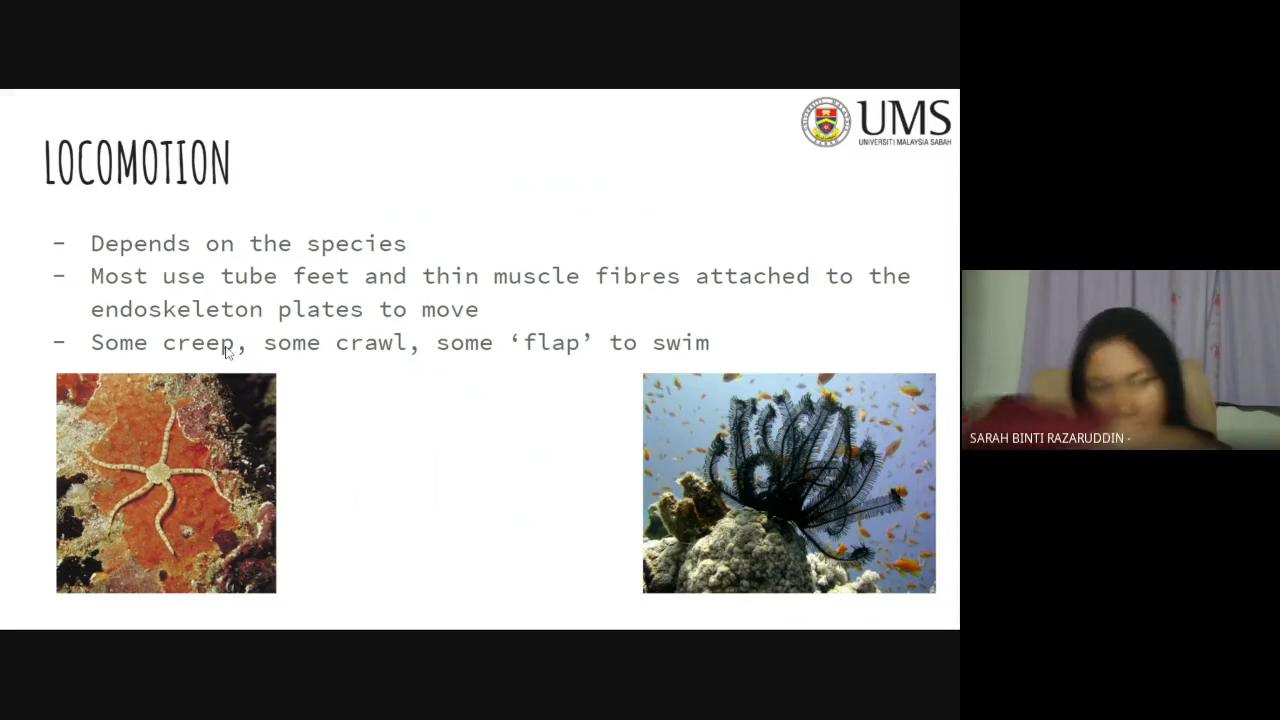 UMS
UNIVERSITI MALAYSIA SABAH
LOCOMOTION
- Depends on the species
- Most use tube feet and thin muscle fibres attached to the
endoskeleton plates to move
- Some creep, some crawl, some ‘flap’ to swim
SARAH BINTI RAZARUDDIN -